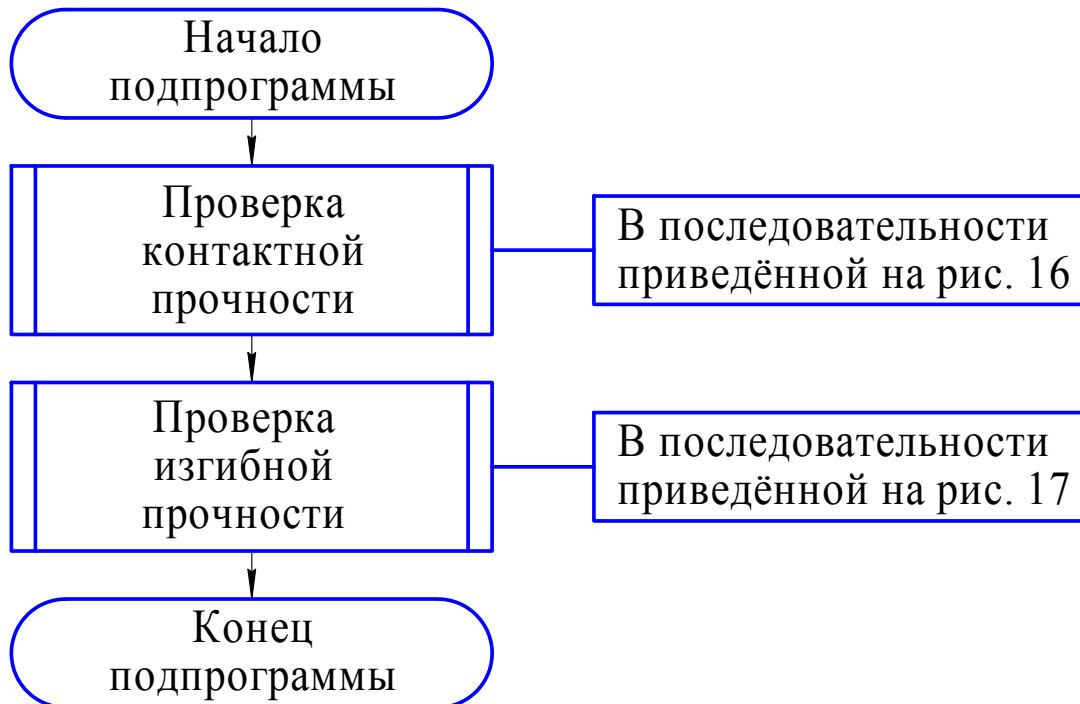 Начало
подпрограммы
Проверка
контактной
прочности
В последовательности
приведённой на рис. 16
Проверка
изгибной
прочности
В последовательности
приведённой на рис. 17
Конец
подпрограммы